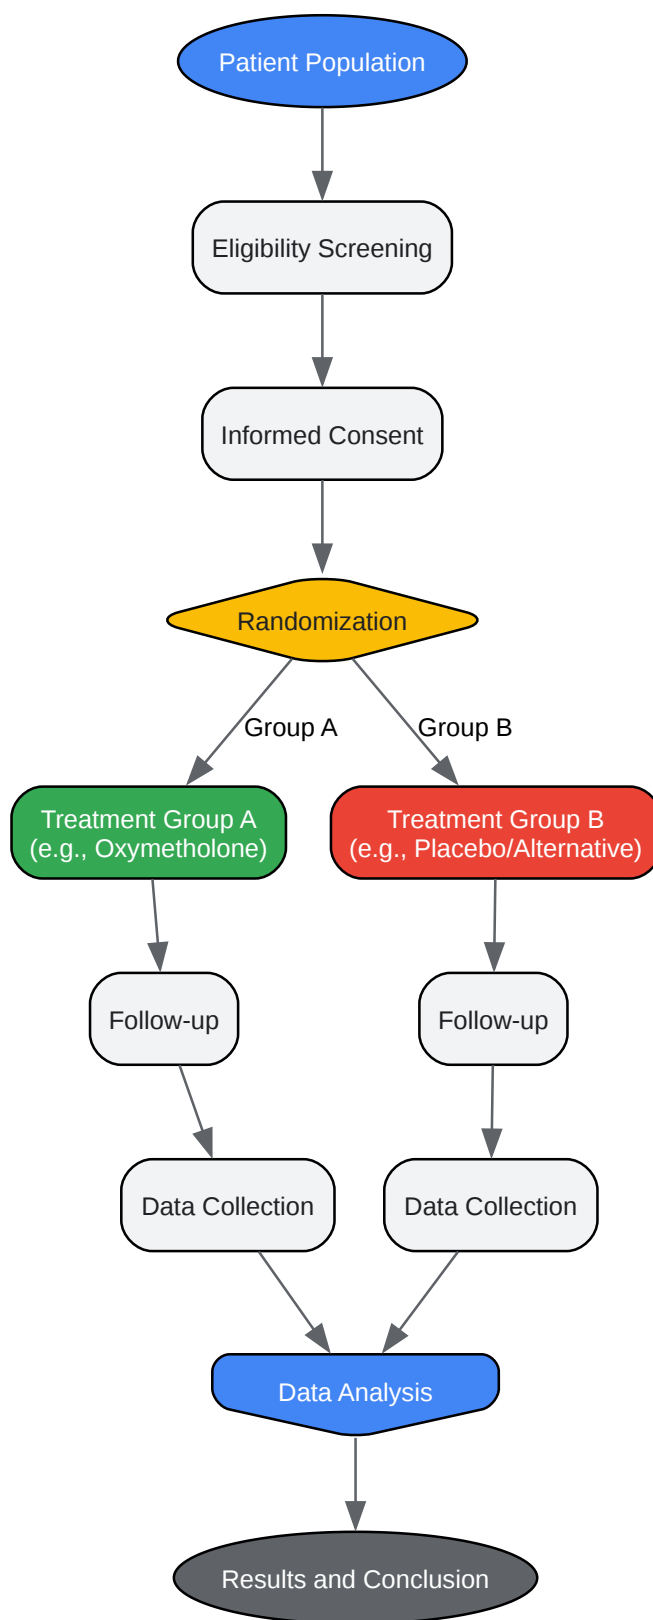 Patient Population
Eligibility Screening
Informed Consent
Randomization
Group A
Group B
Treatment Group A
(e.g., Oxymetholone)
Treatment Group B
(e.g., Placebo/Alternative)
Follow-up
Follow-up
Data Collection
Data Collection
Data Analysis
Results and Conclusion